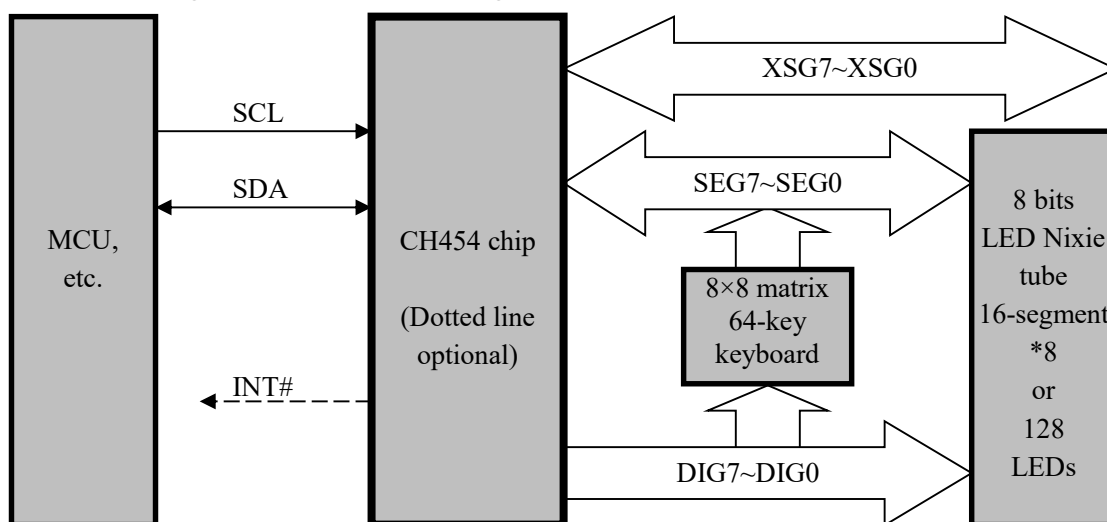 MCU,
etc.
SCL
SDA
INT#
CH454 chip
(Dotted line
optional)
XSG7~XSG0
SEG7~SEG0
8×8 matrix
64-key
keyboard
DIG7~DIG0
8 bits
LED Nixie
tube
16-segment
*8
or
128
LEDs